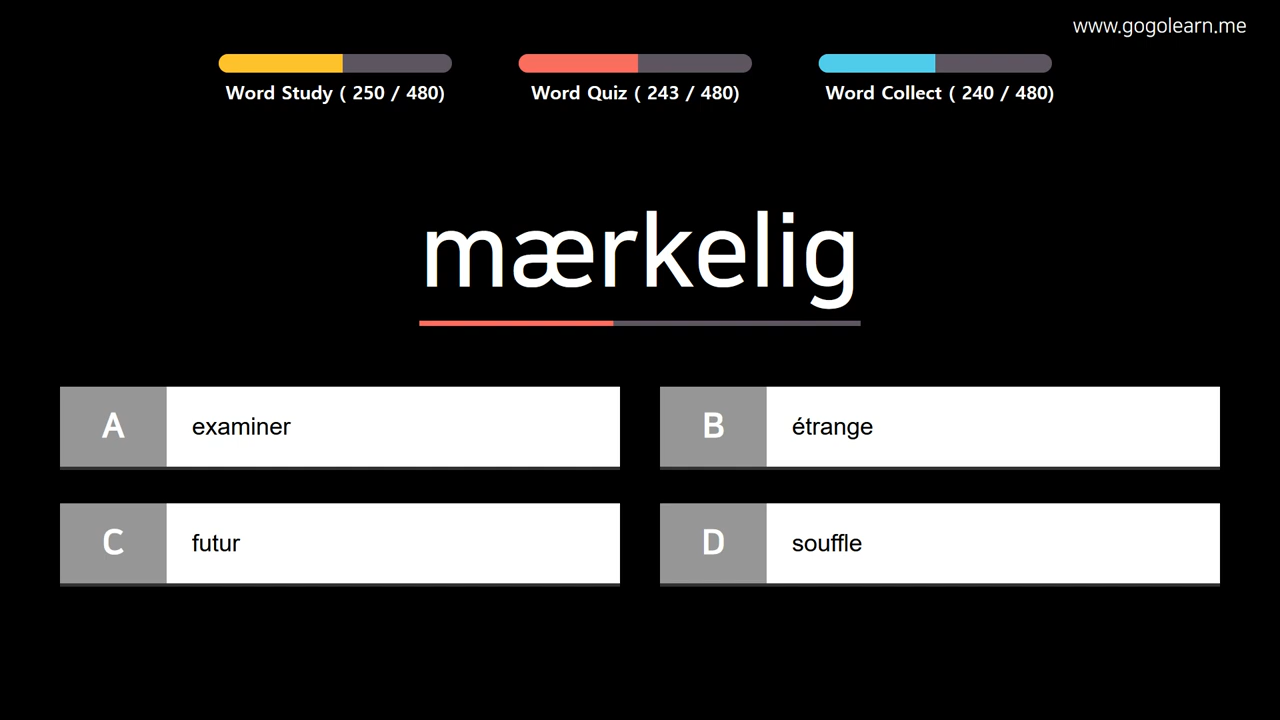 www.gogolearn.me
Word Study ( 250 / 480)
Word Quiz ( 243 / 480)
Word Collect ( 240 / 480)
mærkelig
A examiner
B étrange
C futur
D souffle